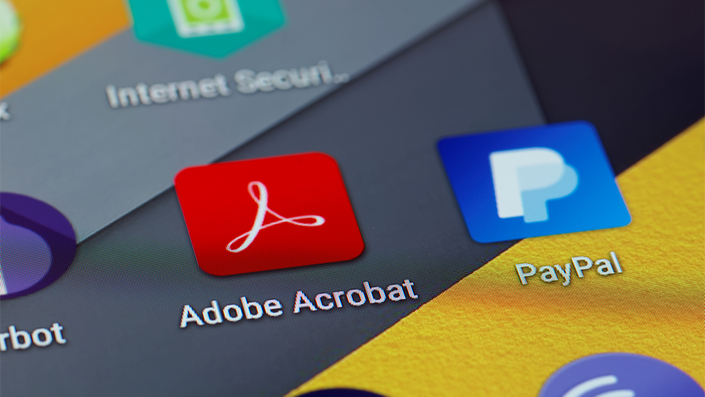 Internet Securi..
Adobe Acrobat
PayPal
rbot